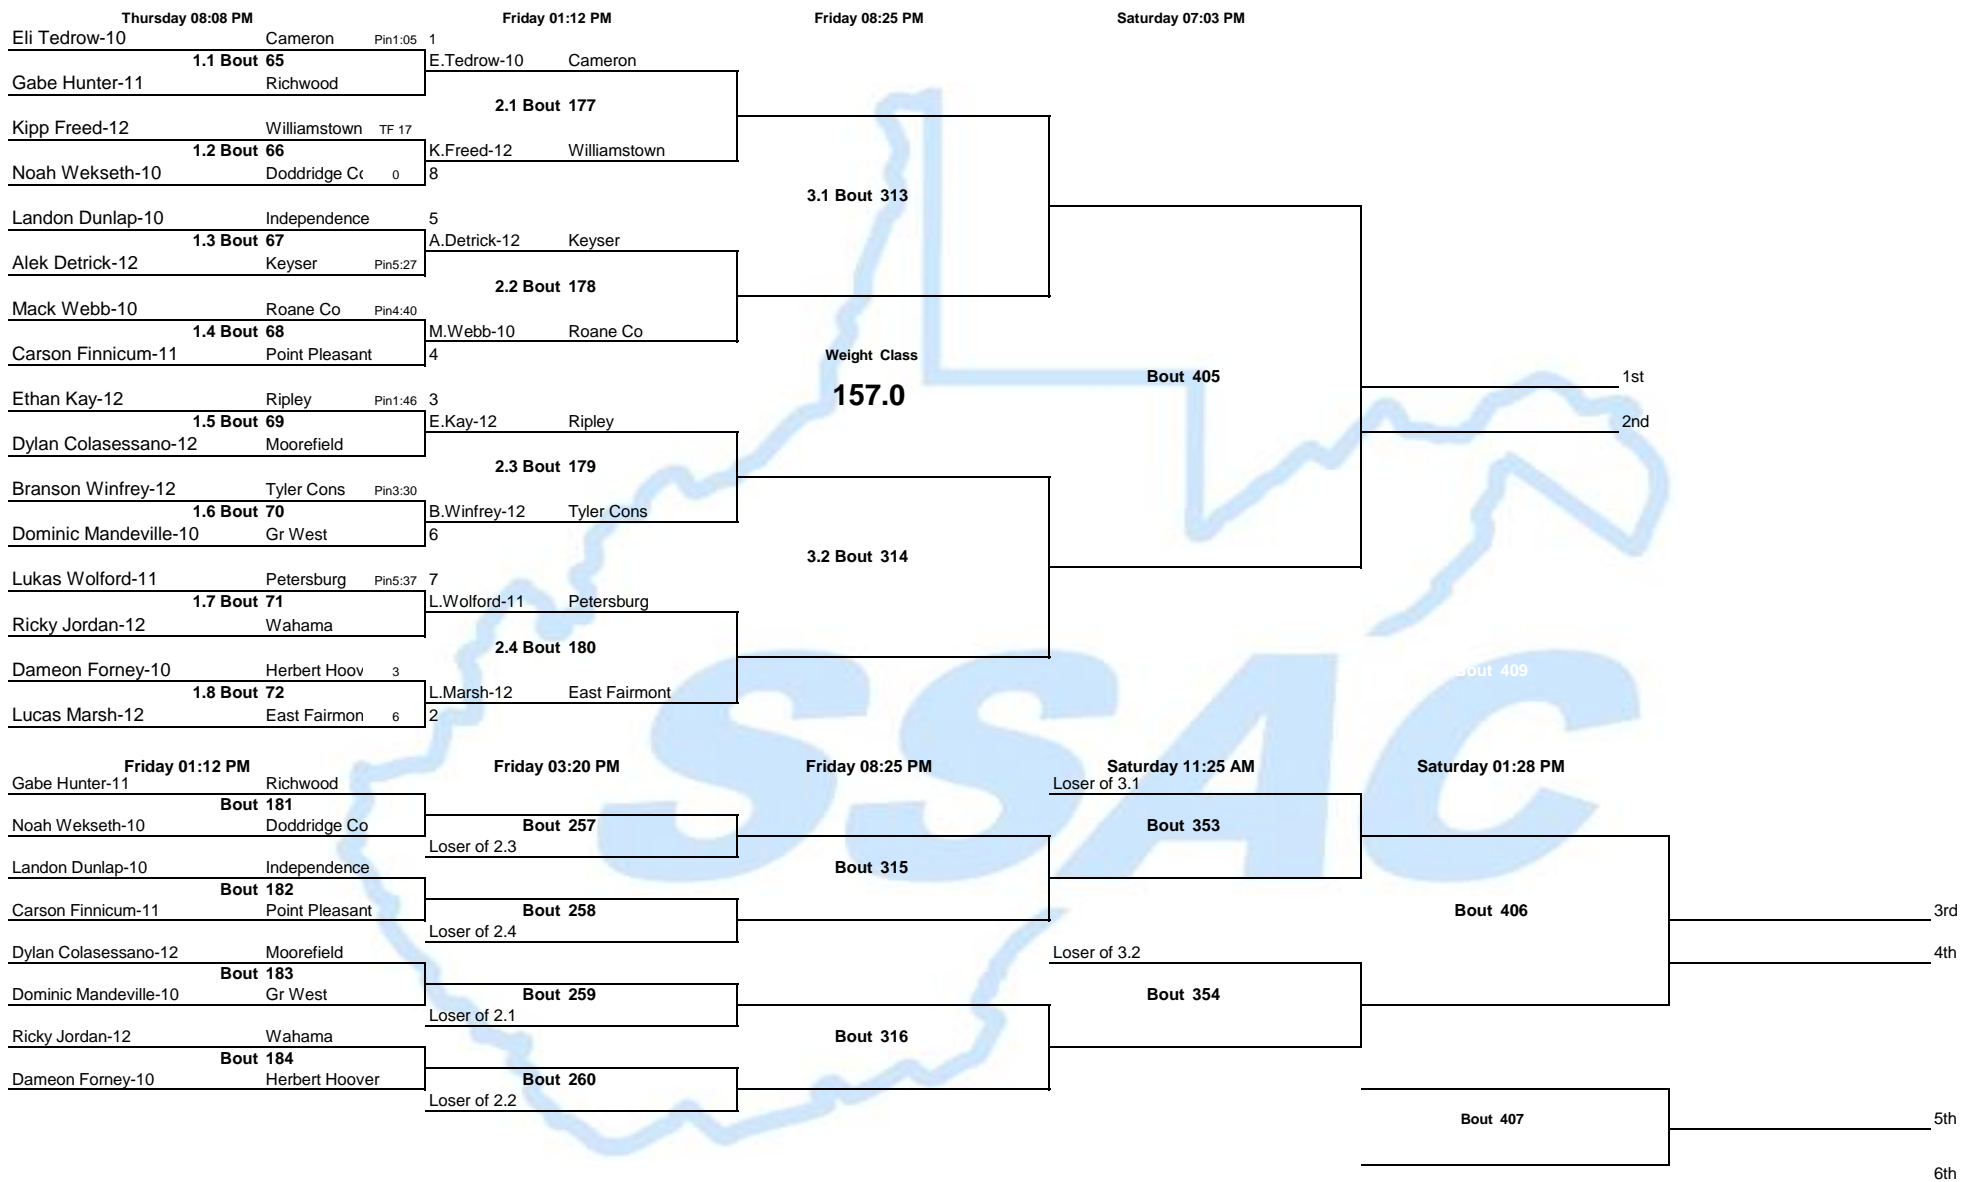 Thursday 08:08 PM Friday 01:12 PM Friday 08:25 PM Saturday 07:03 PM
Eli Tedrow-10 Cameron Pin1:05 1
1.1 Bout 65 E.Tedrow-10 Cameron
Gabe Hunter-11 Richwood
2.1 Bout 177
Kipp Freed-12 Williamstown TF 17
1.2 Bout 66 K.Freed-12 Williamstown
Noah Wekseth-10 Doddridge Co 0 8
3.1 Bout 313
Landon Dunlap-10 Independence 5
1.3 Bout 67 A.Detrick-12 Keyser
Alek Detrick-12 Keyser Pin5:27
2.2 Bout 178
Mack Webb-10 Roane Co Pin4:40
1.4 Bout 68 M.Webb-10 Roane Co
Carson Finnicum-11 Point Pleasant 4 Weight Class
Bout 405 1st
157.0
Ethan Kay-12 Ripley Pin1:46 3
1.5 Bout 69 E.Kay-12 Ripley 2nd
Dylan Colasessano-12 Moorefield
2.3 Bout 179
Branson Winfrey-12 Tyler Cons Pin3:30
1.6 Bout 70 B.Winfrey-12 Tyler Cons
Dominic Mandeville-10 Gr West 6
3.2 Bout 314
Lukas Wolford-11 Petersburg Pin5:37 7
1.7 Bout 71 L.Wolford-11 Petersburg
Ricky Jordan-12 Wahama
2.4 Bout 180
Dameon Forney-10 Herbert Hoov 3 Bout 409
1.8 Bout 72 L.Marsh-12 East Fairmont
Lucas Marsh-12 East Fairmon 6 2
SSAC
Friday 01:12 PM Friday 03:20 PM Friday 08:25 PM Saturday 11:25 AM Saturday 01:28 PM
Gabe Hunter-11 Richwood Loser of 3.1
Bout 181
Noah Wekseth-10 Doddridge Co Bout 257 Bout 353
Loser of 2.3
Landon Dunlap-10 Independence Bout 315
Bout 182
Carson Finnicum-11 Point Pleasant Bout 258 Bout 406 3rd
Loser of 2.4
Dylan Colasessano-12 Moorefield Loser of 3.2 4th
Bout 183
Dominic Mandeville-10 Gr West Bout 259 Bout 354
Loser of 2.1
Ricky Jordan-12 Wahama Bout 316
Bout 184
Dameon Forney-10 Herbert Hoover Bout 260
Loser of 2.2
Bout 407 5th
6th